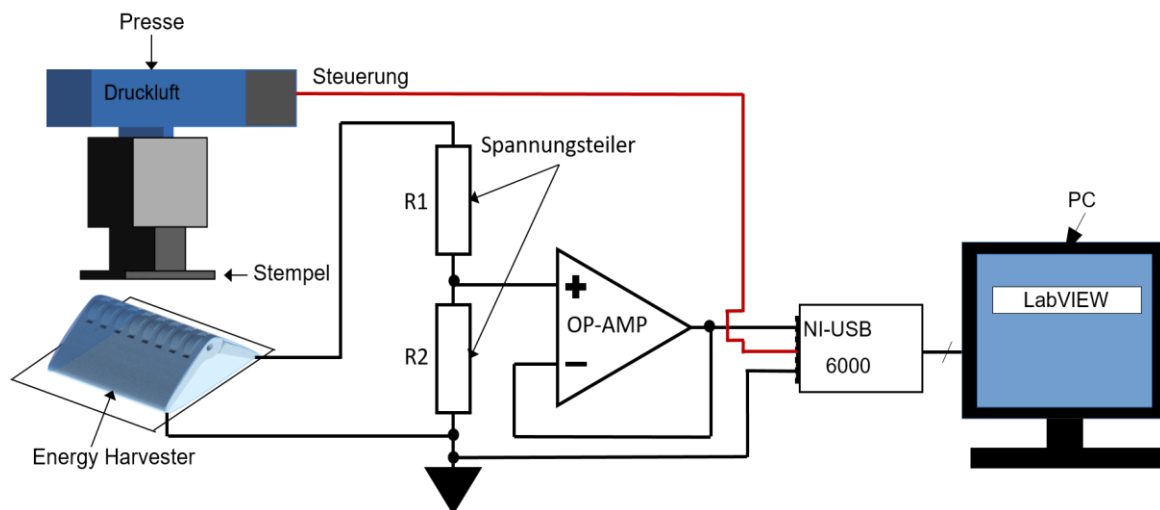 Presse
Druckluft
Steuerung
Spannungsteiler
R1
PC
Stempel
LabVIEW
+
OP-AMP
−
NI-USB
6000
R2
Energy Harvester